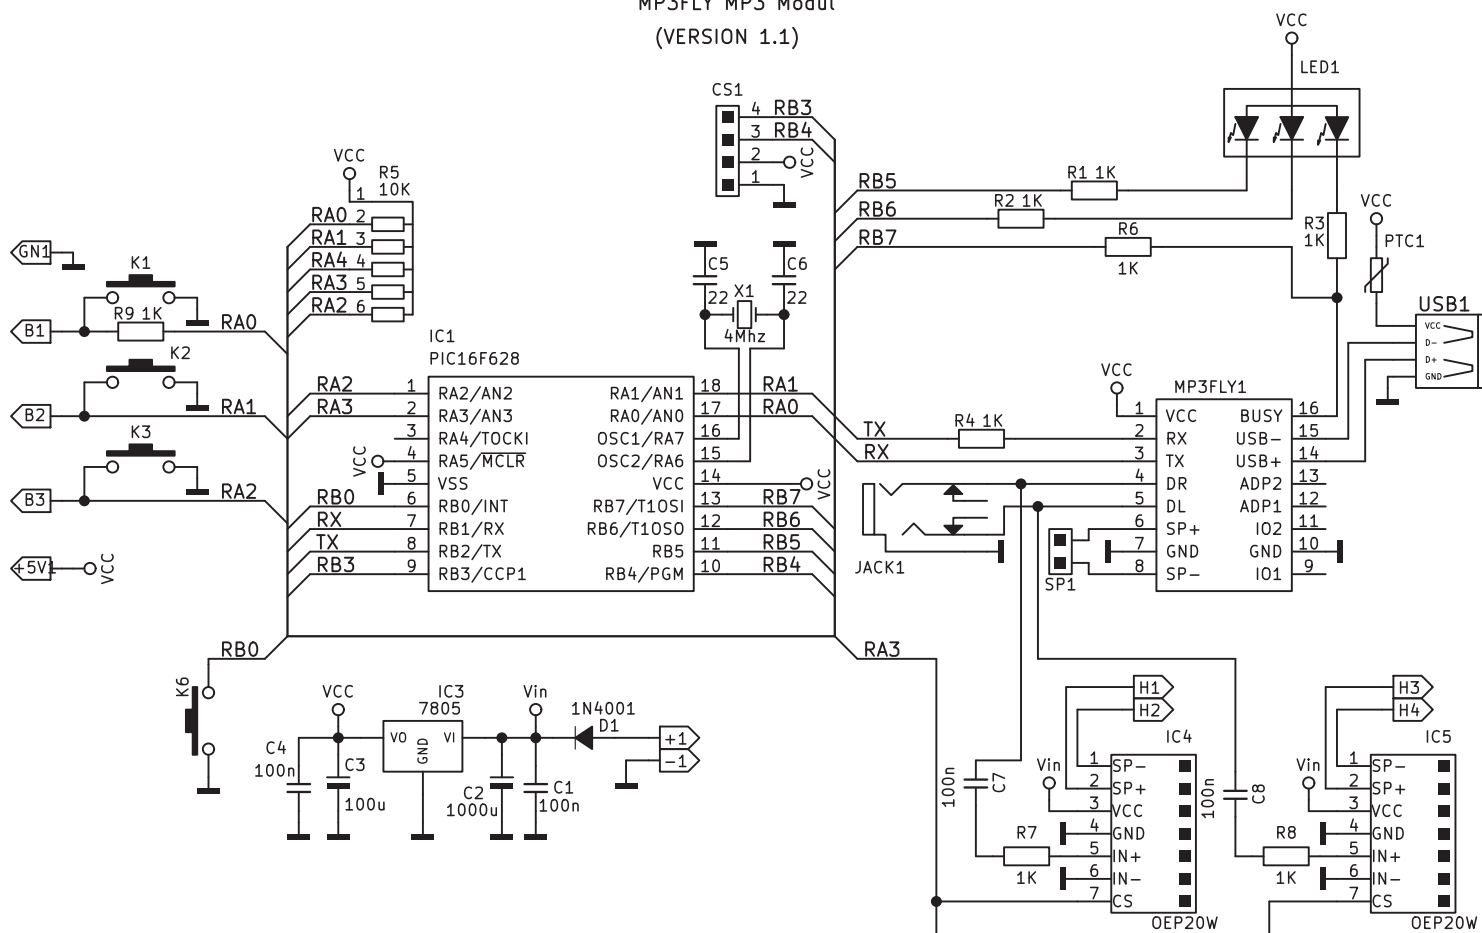 MP3FLY MP3 Modul
(VERSION 1.1)
VCC
LED1
CS1
4 RB3
3 RB4
2 VCC
1
VCC
R5
10K
1
RA0 2
RA1 3
RA4 4
RA3 5
RA2 6
RB5
R1 1K
RB6
R2 1K
RB7
R6
1K
R3
1K
VCC
PTC1
USB1
VCC
D-
D+
GND
GN1
K1
R9 1K
B1
RA0
K2
B2
RA1
K3
B3
RA2
+5V1
VCC
C5
22
C6
22
X1
4Mhz
IC1
PIC16F628
RA2 1 RA2/AN2
RA3 2 RA3/AN3
3 RA4/TOCKI
VCC 4 RA5/MCLR
5 VSS
RB0 6 RB0/INT
RX 7 RB1/RX
TX 8 RB2/TX
RB3 9 RB3/CCP1
RA1/AN1 18 RA1
RA0/AN0 17 RA0
OSC1/RA7 16
OSC2/RA6 15
VCC 14 VCC
RB7/T1OSI 13 RB7
RB6/T1OSO 12 RB6
RB5 11 RB5
RB4/PGM 10 RB4
TX
R4 1K
RX
JACK1
SP1
VCC
MP3FLY1
1 VCC BUSY 16
2 RX USB- 15
3 TX USB+ 14
4 DR ADP2 13
5 DL ADP1 12
6 SP+ IO2 11
7 GND GND 10
8 SP- IO1 9
RB0
RA3
K6
VCC
IC3
7805
VO
GND
VI
Vin
1N4001
D1
+1
-1
C4
100n
C3
100u
C2
1000u
C1
100n
H1
H2
IC4
Vin
1 SP-
2 SP+
3 VCC
4 GND
5 IN+
6 IN-
7 CS
OEP20W
100n
C7
R7
1K
H3
H4
IC5
Vin
1 SP-
2 SP+
3 VCC
4 GND
5 IN+
6 IN-
7 CS
OEP20W
100n
C8
R8
1K